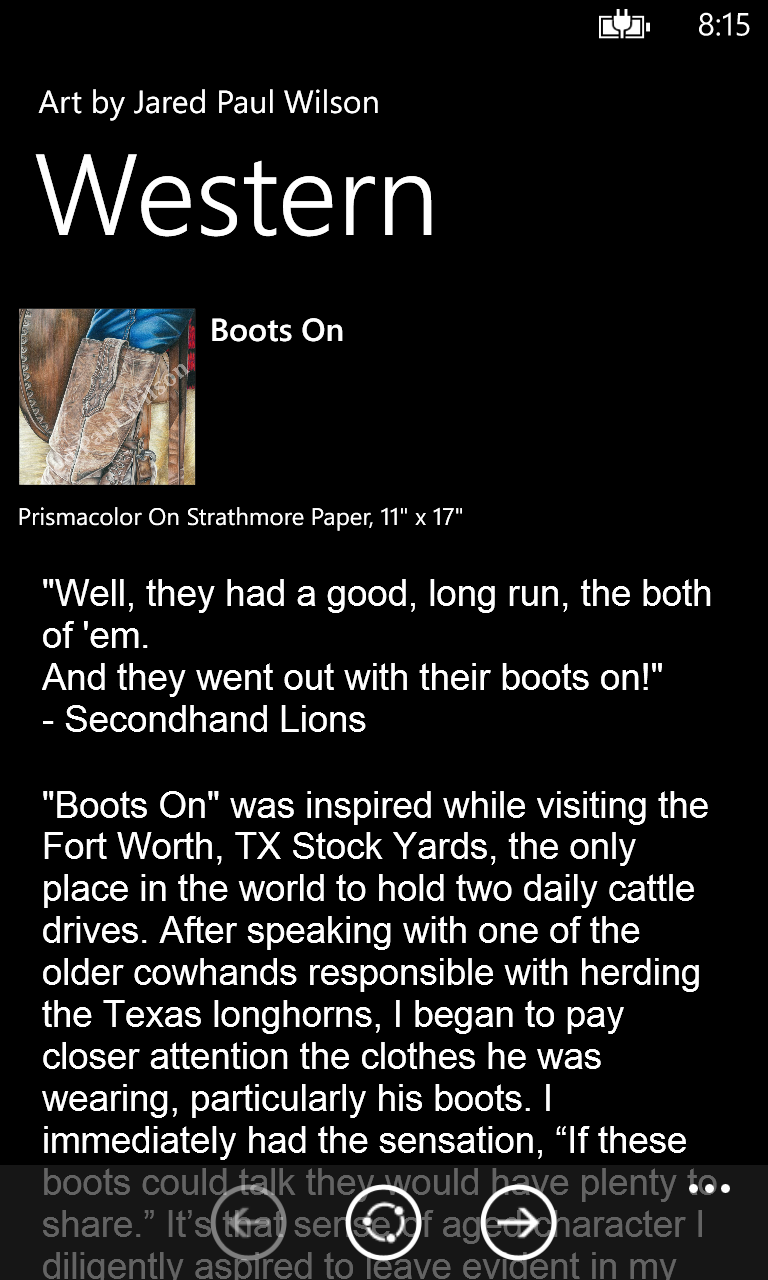 8:15
Art by Jared Paul Wilson
Western
Boots On
Paul Wilson
Prismacolor On Strathmore Paper, 11" x 17"
"Well, they had a good, long run, the both
of 'em.
And they went out with their boots on!"
- Secondhand Lions
"Boots On" was inspired while visiting the
Fort Worth, TX Stock Yards, the only
place in the world to hold two daily cattle
drives. After speaking with one of the
older cowhands responsible with herding
the Texas longhorns, I began to pay
closer attention the clothes he was
wearing, particularly his boots. I
immediately had the sensation, “If these
boots could talk they would have plenty to
share.” It’s that sense of aged character I
diligently aspired to leave evident in my